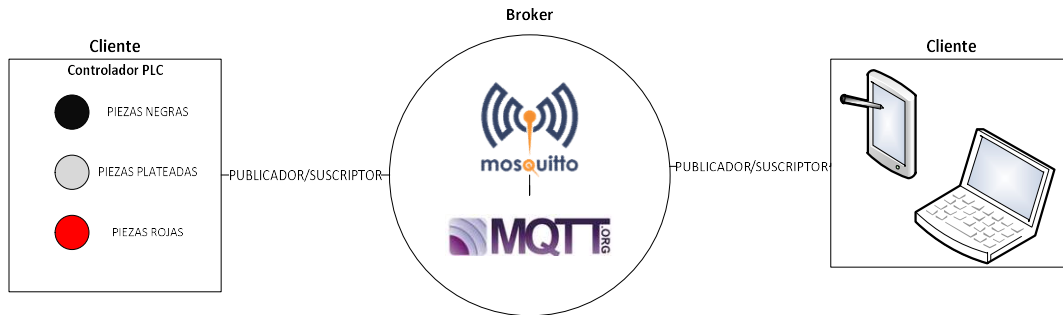 Broker
Cliente
Controlador PLC
PIEZAS NEGRAS
PIEZAS PLATEADAS
PIEZAS ROJAS
PUBLICADOR/SUSCRIPTOR
mosquitto
MQTT.ORG
PUBLICADOR/SUSCRIPTOR
Cliente